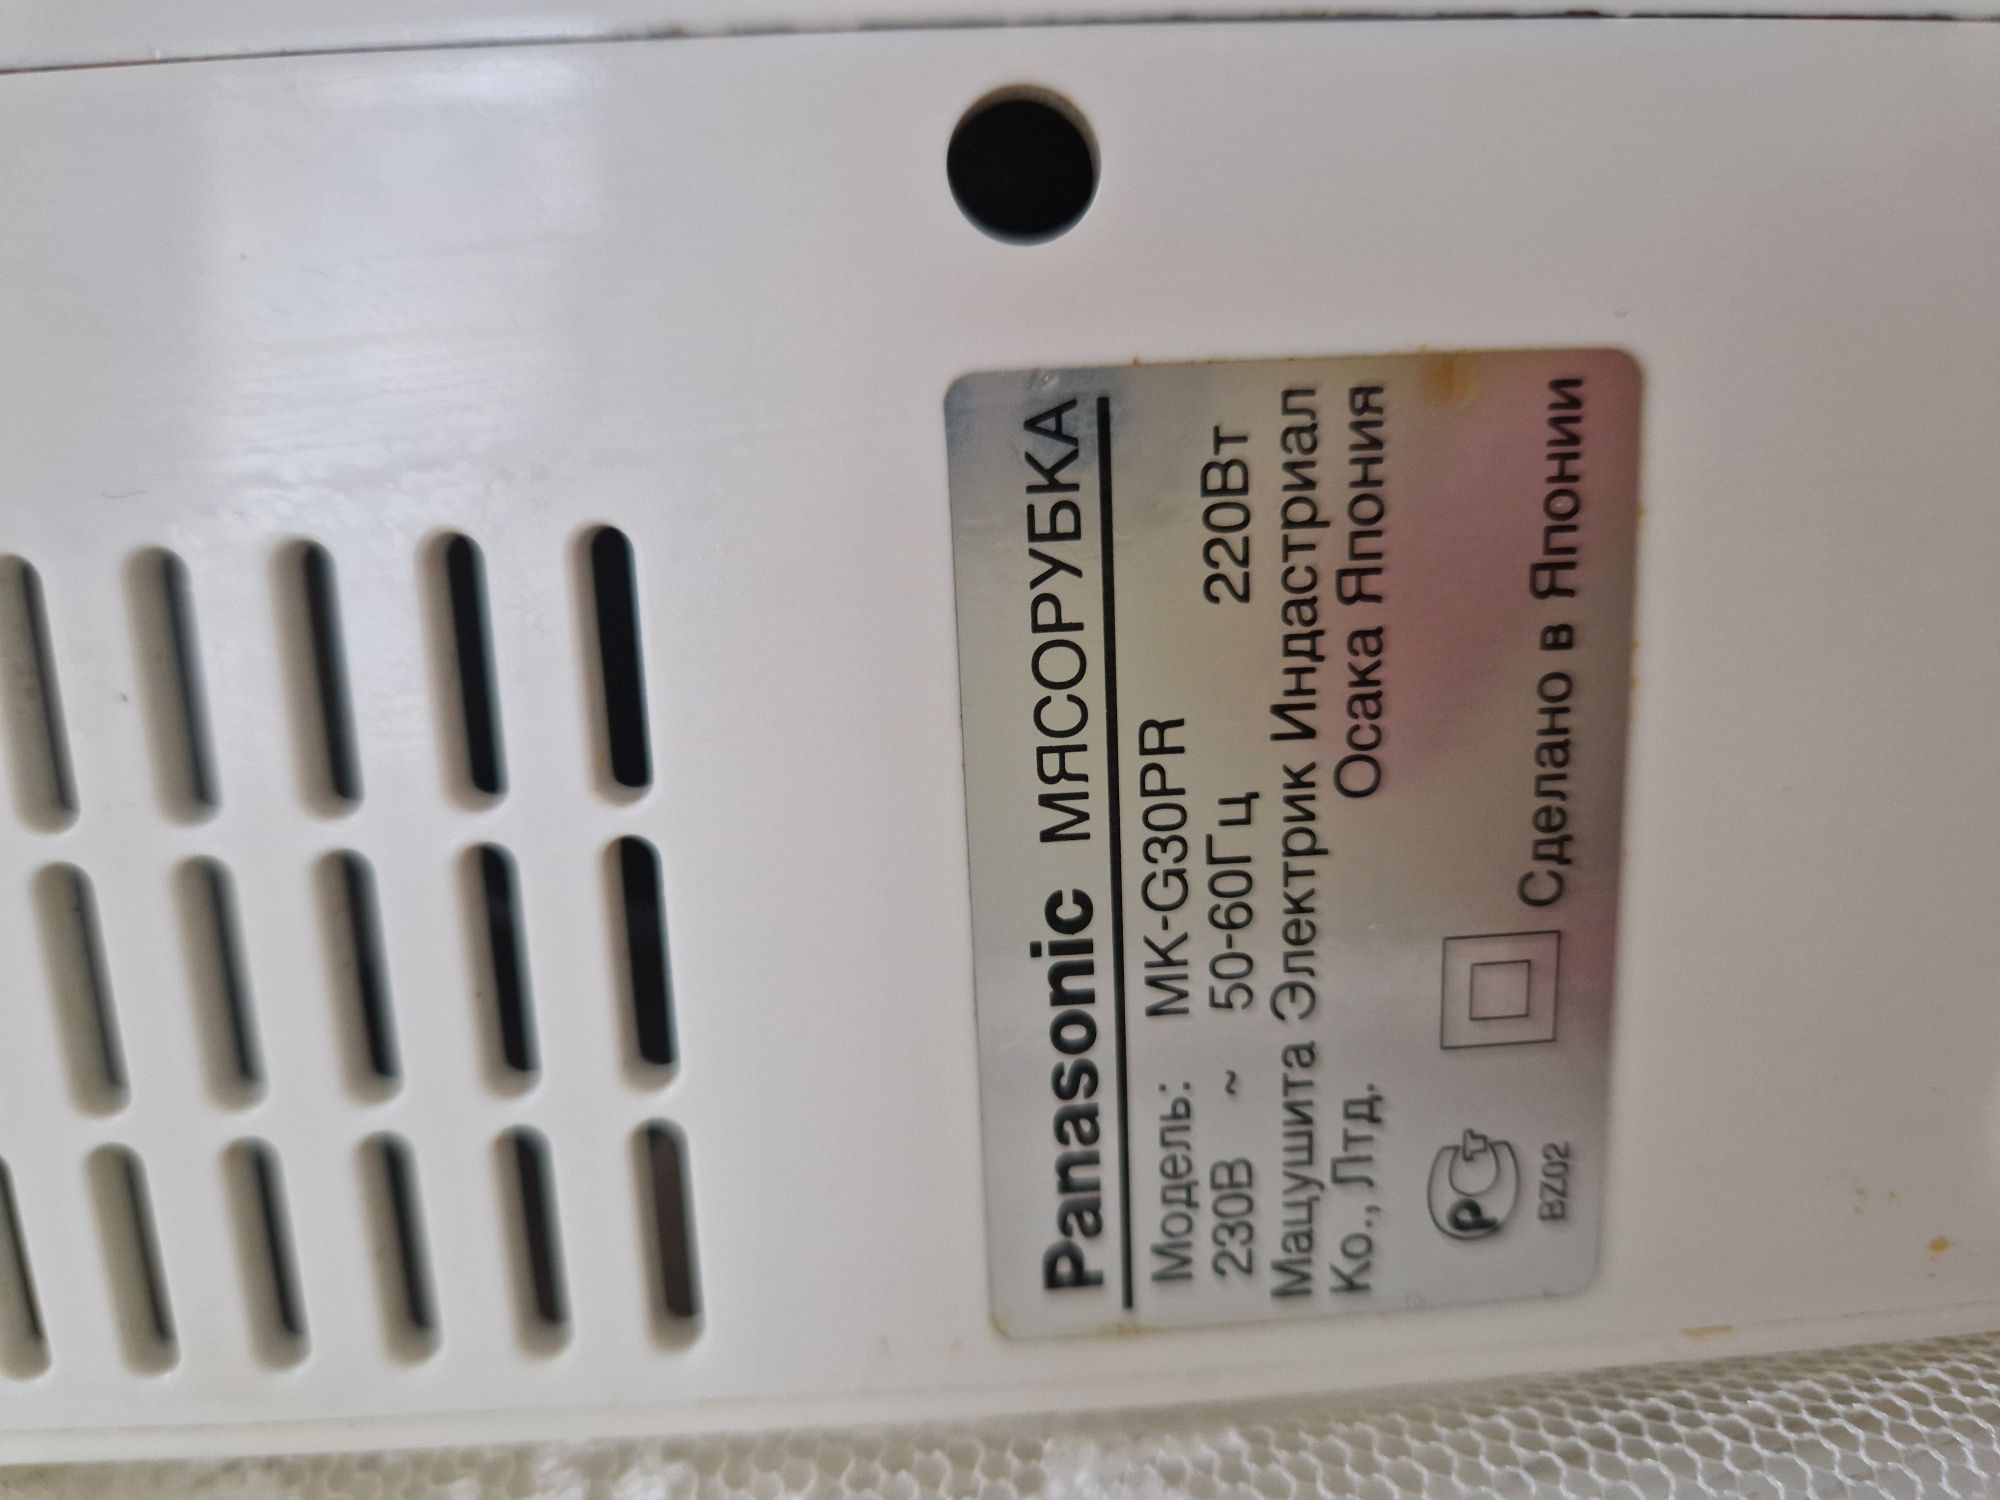 Panasonic МЯСОРУБКА
Модель: MK-G30PR
230В ~ 50-60Гц 220Вт
Мацушита Электрик Индастриал
Ко., Лтд. Осака Япония
РСт
BZ02
Сделано в Японии